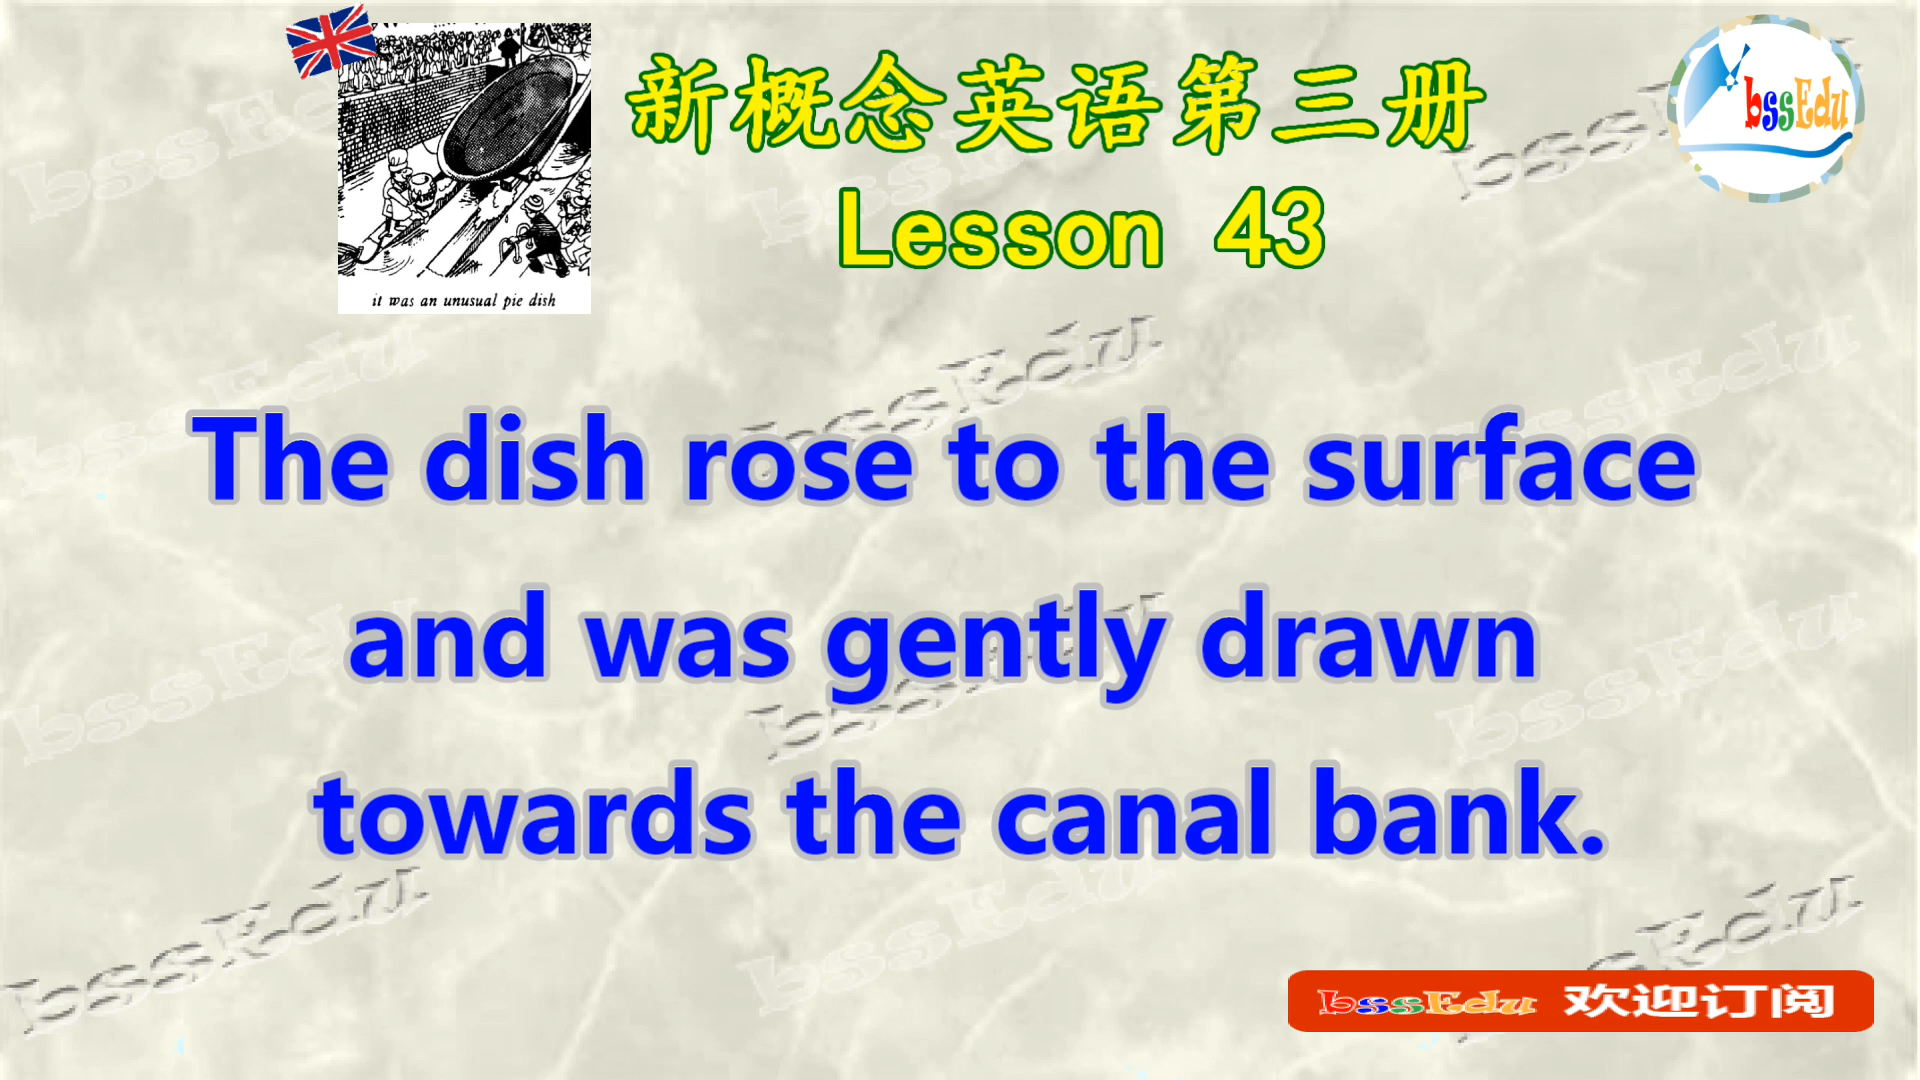 新概念英语第三册
bssEdu
Lesson 43
it was an unusual pie dish
The dish rose to the surface
and was gently drawn
towards the canal bank.
bssEdu 欢迎订阅